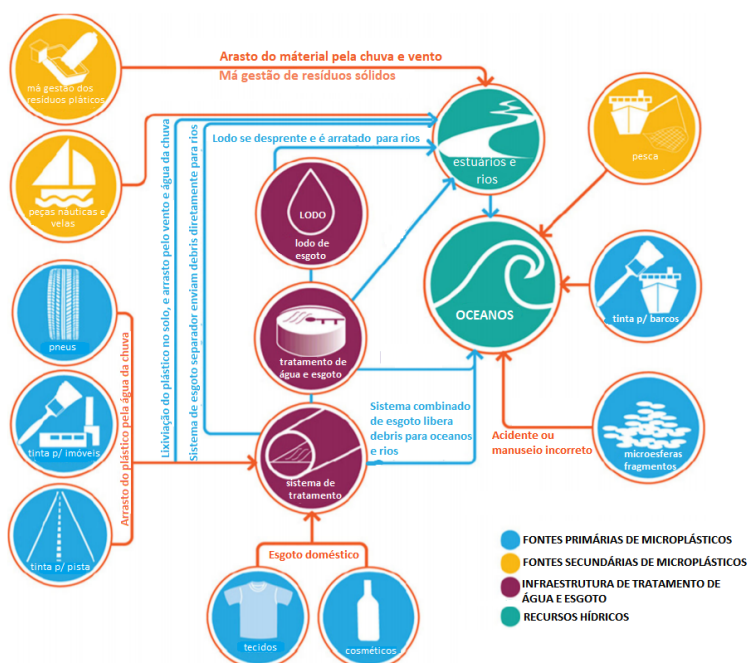 Arasto do máterial pela chuva e vento
Má gestão de resíduos sólidos
má gestão dos
resíduos pláticos
peças náuticas e
velas
pneus
tinta p/ imóveis
tinta p/ pista
Arrasto do plástico pela água da chuva
Lixiviação do plástico no solo, e arrasto pelo vento e água da chuva
Sistema de esgoto separador enviam debris diretamente para rios
Lodo se desprente e é arratado para rios
LODO
lodo de
esgoto
tratamento de
água e esgoto
sistema de
tratamento
Esgoto doméstico
tecidos
cosméticos
Sistema combinado
de esgoto libera
debris para oceanos
e rios
estuários e
rios
OCEANOS
pesca
tinta p/ barcos
microesferas
fragmentos
Acidente ou
manuseio incorreto
FONTES PRIMÁRIAS DE MICROPLÁSTICOS
FONTES SECUNDÁRIAS DE MICROPLÁSTICOS
INFRAESTRUTURA DE TRATAMENTO DE
ÁGUA E ESGOTO
RECURSOS HÍDRICOS